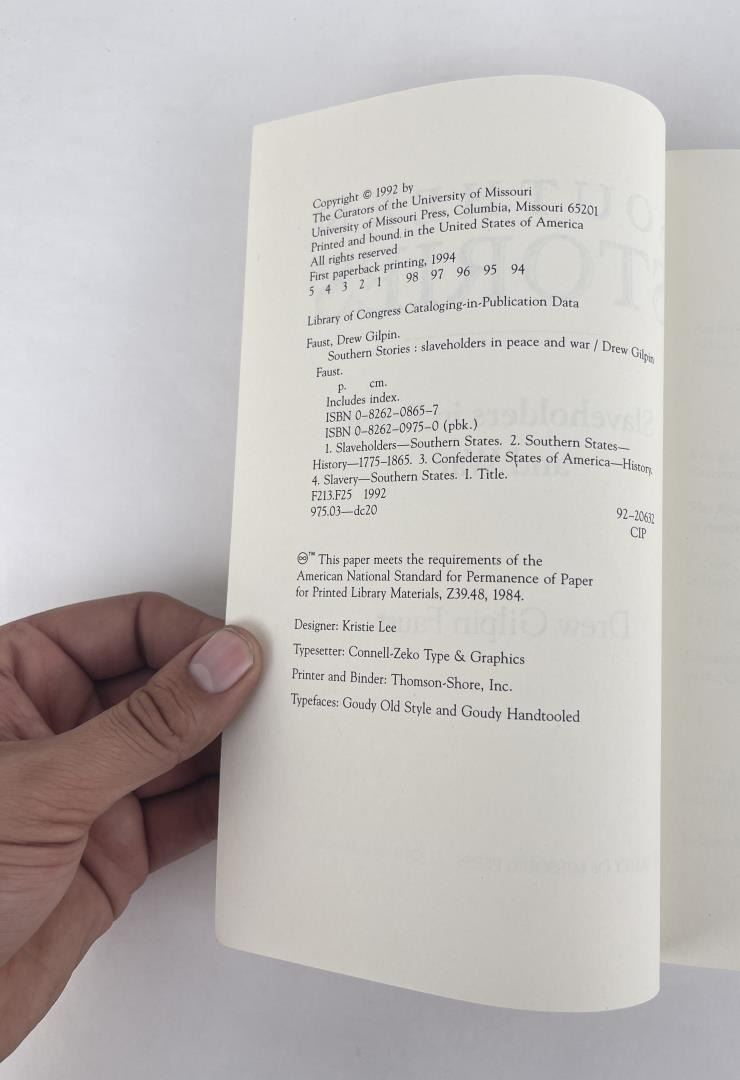 Copyright © 1992 by
The Curators of the University of Missouri
University of Missouri Press, Columbia, Missouri 65201
Printed and bound in the United States of America
All rights reserved
First paperback printing, 1994
5 4 3 2 1 98 97 96 95 94
Library of Congress Cataloging-in-Publication Data
Faust, Drew Gilpin.
Southern Stories : slaveholders in peace and war / Drew Gilpin
Faust.
p. cm.
Includes index.
ISBN 0–8262–0865–7
ISBN 0–8262–0975–0 (pbk.)
1. Slaveholders—Southern States. 2. Southern States—
History—1775–1865. 3. Confederate States of America—History.
4. Slavery—Southern States. I. Title.
F213.F25 1992
975.03—dc20 92–20632
CIP
♾™ This paper meets the requirements of the
American National Standard for Permanence of Paper
for Printed Library Materials, Z39.48, 1984.
Designer: Kristie Lee
Typesetter: Connell-Zeko Type & Graphics
Printer and Binder: Thomson-Shore, Inc.
Typefaces: Goudy Old Style and Goudy Handtooled